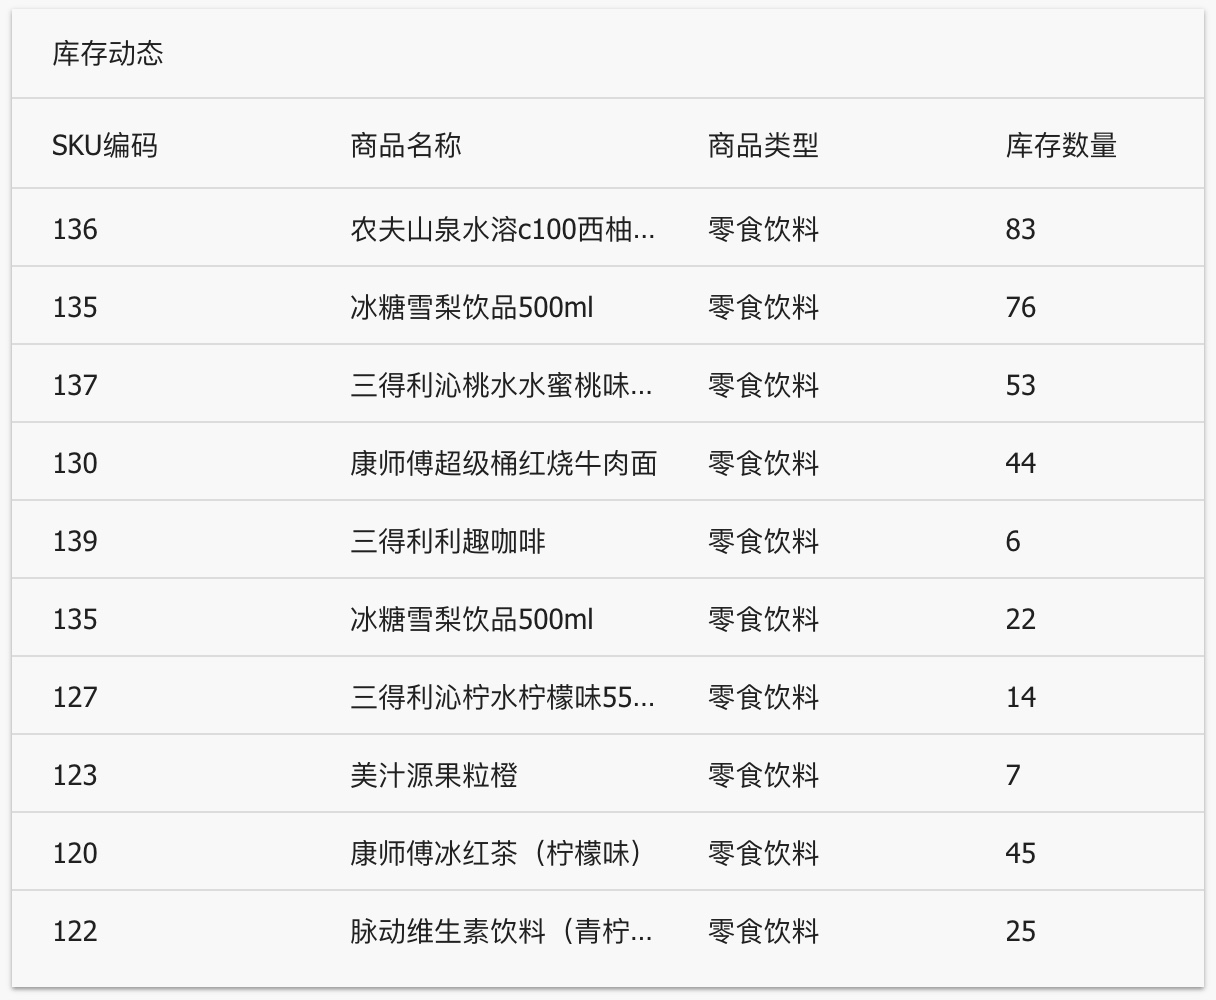 库存动态
SKU编码 商品名称 商品类型 库存数量
136 农夫山泉水溶c100西柚... 零食饮料 83
135 冰糖雪梨饮品500ml 零食饮料 76
137 三得利沁桃水水蜜桃味... 零食饮料 53
130 康师傅超级桶红烧牛肉面 零食饮料 44
139 三得利利趣咖啡 零食饮料 6
135 冰糖雪梨饮品500ml 零食饮料 22
127 三得利沁柠水柠檬味55... 零食饮料 14
123 美汁源果粒橙 零食饮料 7
120 康师傅冰红茶（柠檬味） 零食饮料 45
122 脉动维生素饮料（青柠... 零食饮料 25